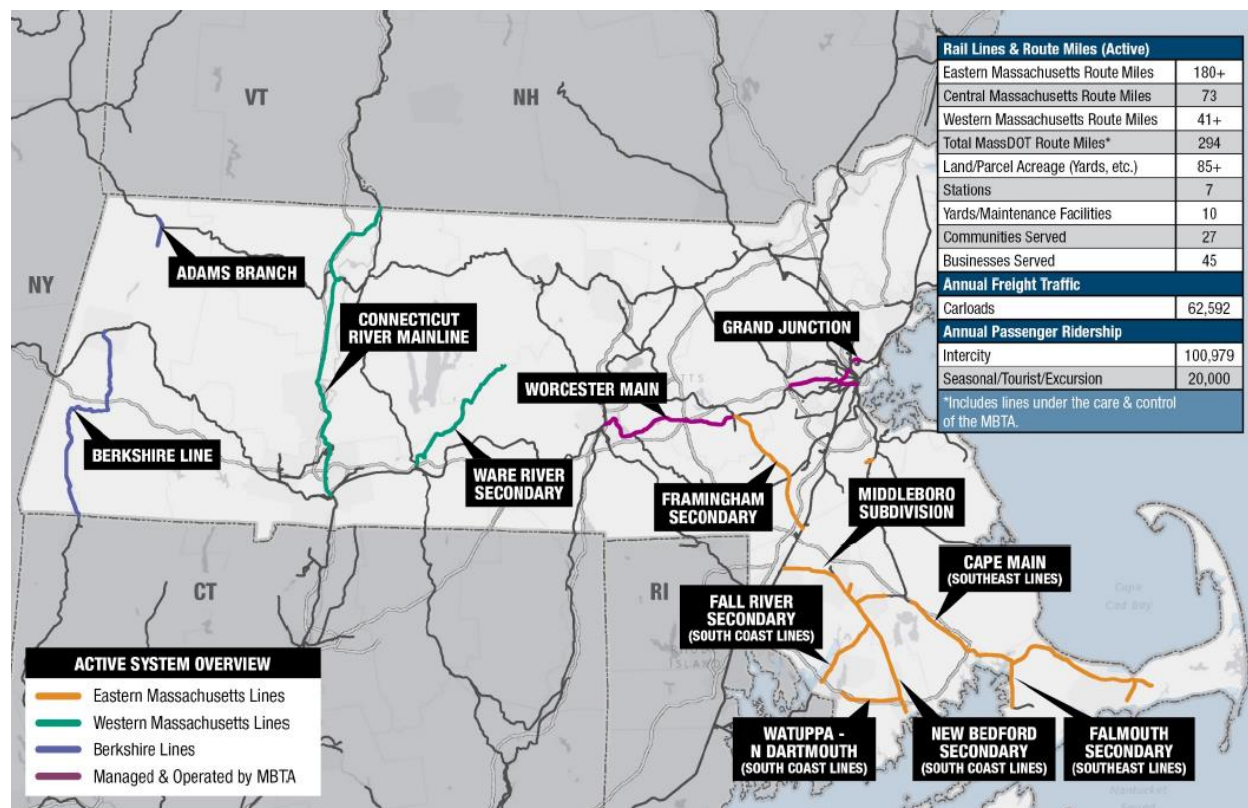 VT
NH
NY
CT
RI
Rail Lines & Route Miles (Active)
Eastern Massachusetts Route Miles 180+
Central Massachusetts Route Miles 73
Western Massachusetts Route Miles 41+
Total MassDOT Route Miles* 294
Land/Parcel Acreage (Yards, etc.) 85+
Stations 7
Yards/Maintenance Facilities 10
Communities Served 27
Businesses Served 45
Annual Freight Traffic
Carloads 62,592
Annual Passenger Ridership
Intercity 100,979
Seasonal/Tourist/Excursion 20,000
*Includes lines under the care & control
of the MBTA.
ADAMS BRANCH
CONNECTICUT
RIVER MAINLINE
GRAND JUNCTION
WORCESTER MAIN
BERKSHIRE LINE
WARE RIVER
SECONDARY
FRAMINGHAM
SECONDARY
MIDDLEBORO
SUBDIVISION
CAPE MAIN
(SOUTHEAST LINES)
FALL RIVER
SECONDARY
(SOUTH COAST LINES)
WATUPPA -
N DARTMOUTH
(SOUTH COAST LINES)
NEW BEDFORD
SECONDARY
(SOUTH COAST LINES)
FALMOUTH
SECONDARY
(SOUTHEAST LINES)
Cape
Cod Bay
Nantucket
ACTIVE SYSTEM OVERVIEW
Eastern Massachusetts Lines
Western Massachusetts Lines
Berkshire Lines
Managed & Operated by MBTA